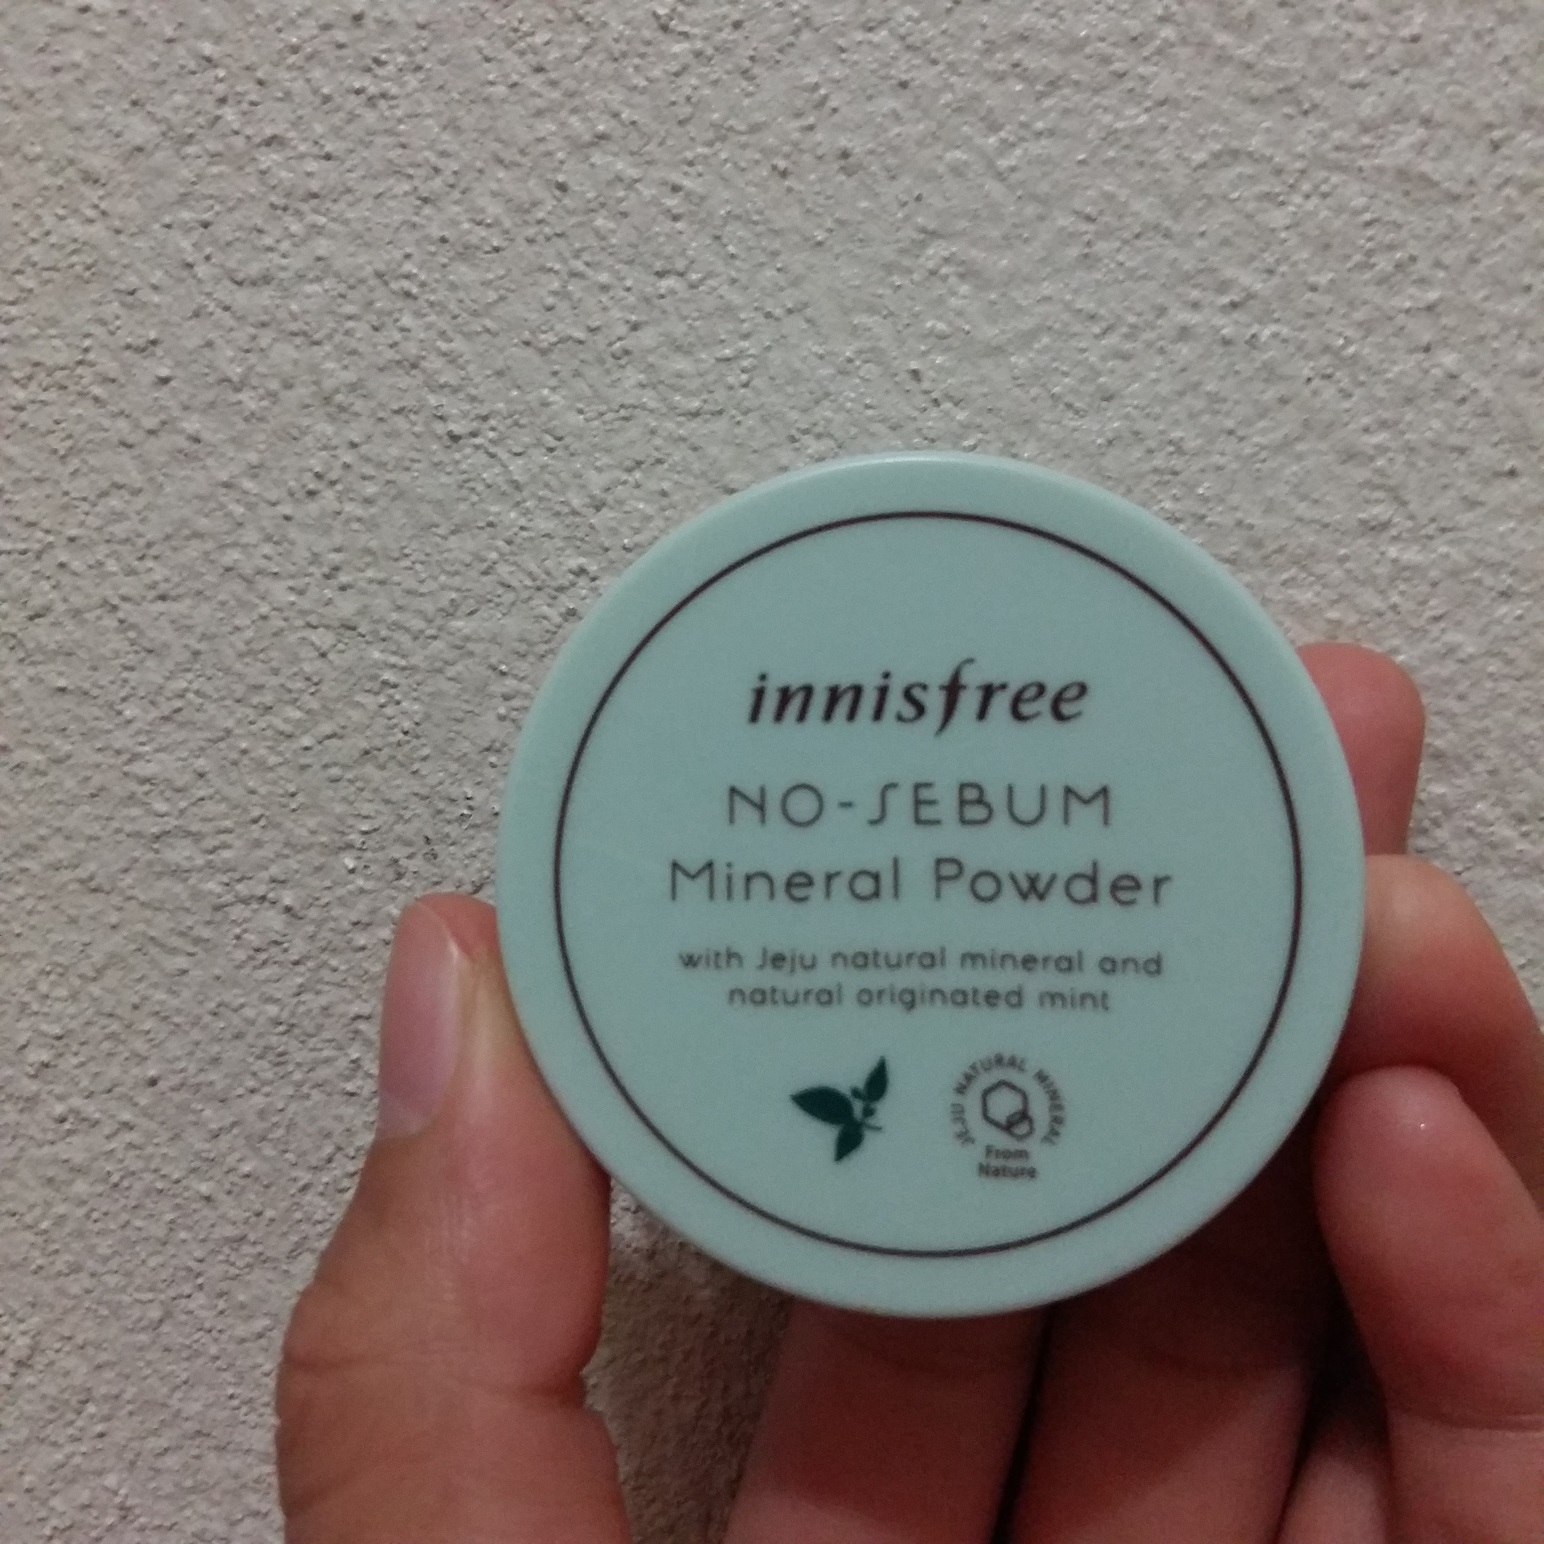 innisfree
NO-SEBUM
Mineral Powder
with Jeju natural mineral and
natural originated mint
JEJU NATURAL MINERAL
From
Nature